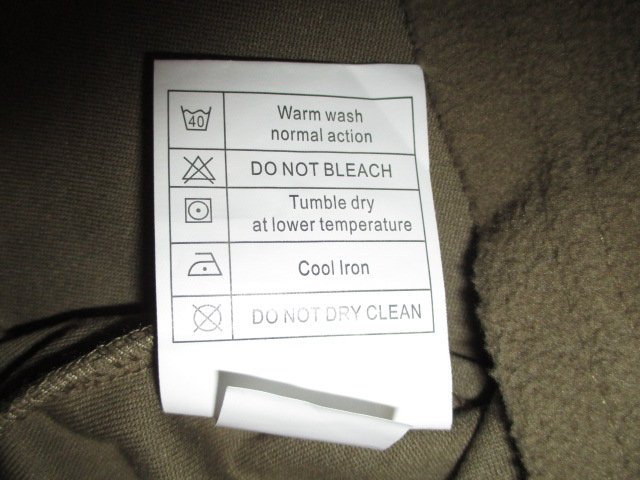 40
Warm wash
normal action
DO NOT BLEACH
Tumble dry
at lower temperature
Cool Iron
DO NOT DRY CLEAN